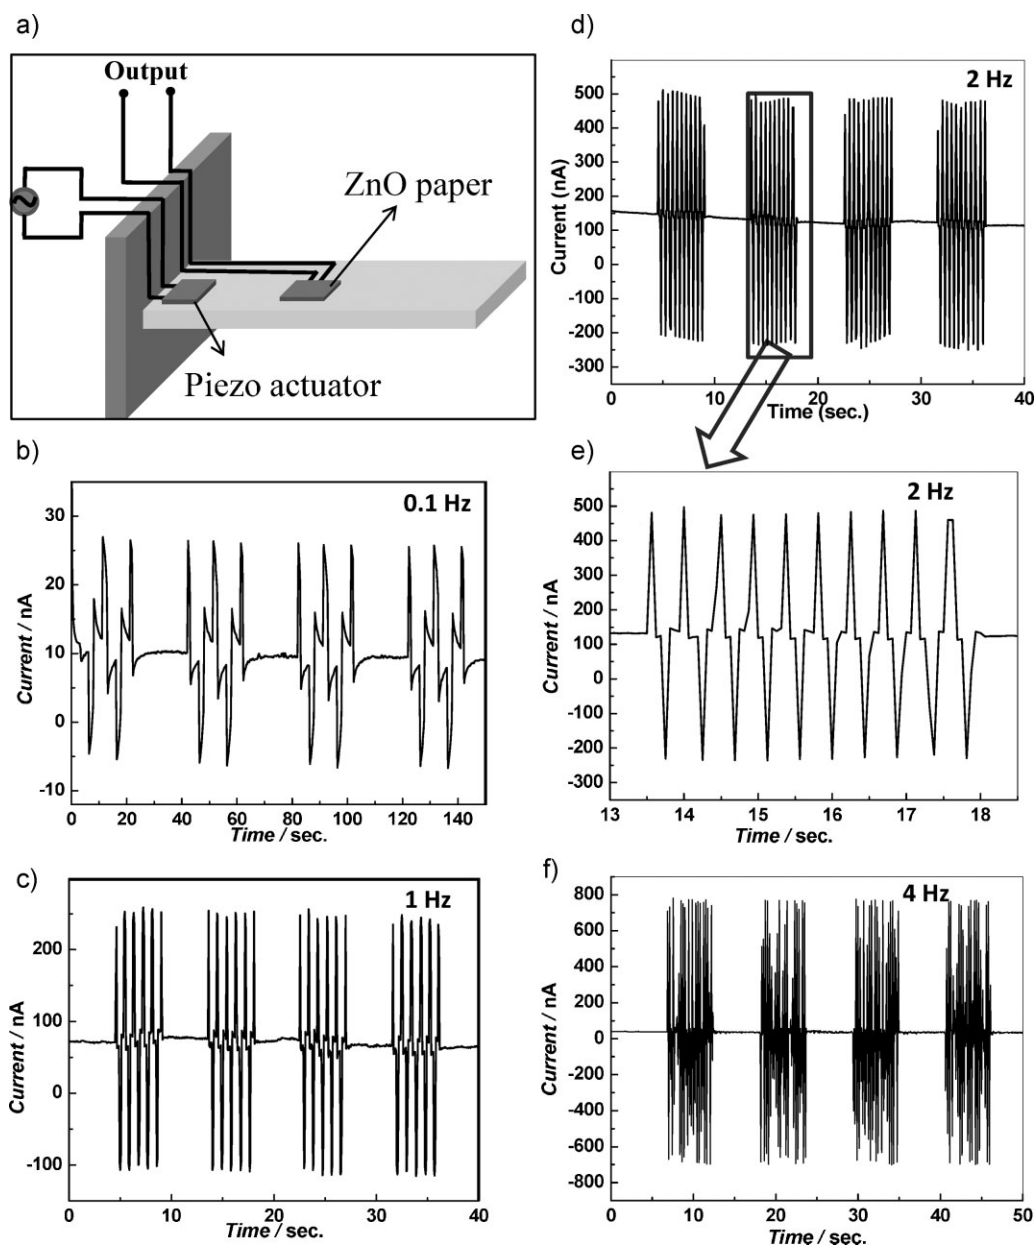 a)
Output
ZnO paper
Piezo actuator
d)
2 Hz
500
400
300
200
100
0
-100
-200
-300
Current (nA)
0
10
20
30
40
Time (sec.)
b)
0.1 Hz
30
20
10
0
-10
Current / nA
0
20
40
60
80
100
120
140
Time / sec.
e)
2 Hz
500
400
300
200
100
0
-100
-200
-300
Current / nA
13
14
15
16
17
18
Time / sec.
c)
1 Hz
200
100
0
-100
Current / nA
0
10
20
30
40
Time / sec.
f)
4 Hz
800
600
400
200
0
-200
-400
-600
-800
Current / nA
0
10
20
30
40
50
Time / sec.